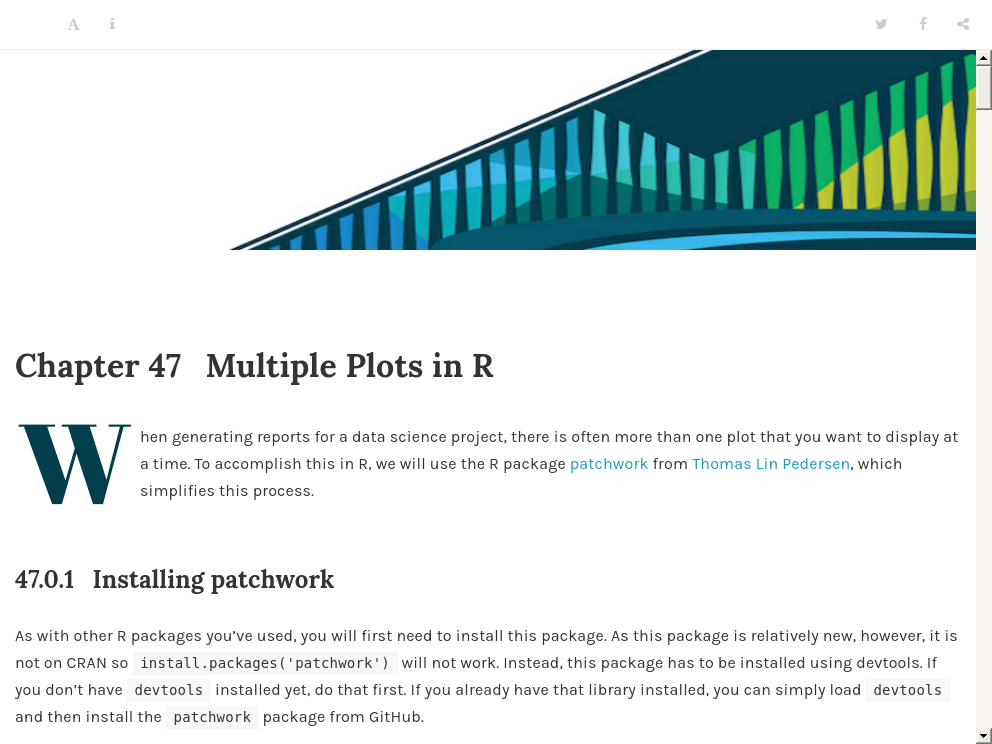 Chapter 47 Multiple Plots in R
When generating reports for a data science project, there is often more than one plot that you want to display at
a time. To accomplish this in R, we will use the R package patchwork from Thomas Lin Pedersen, which
simplifies this process.
47.0.1 Installing patchwork
As with other R packages you’ve used, you will first need to install this package. As this package is relatively new, however, it is
not on CRAN so install.packages('patchwork') will not work. Instead, this package has to be installed using devtools. If
you don’t have devtools installed yet, do that first. If you already have that library installed, you can simply load devtools
and then install the patchwork package from GitHub.